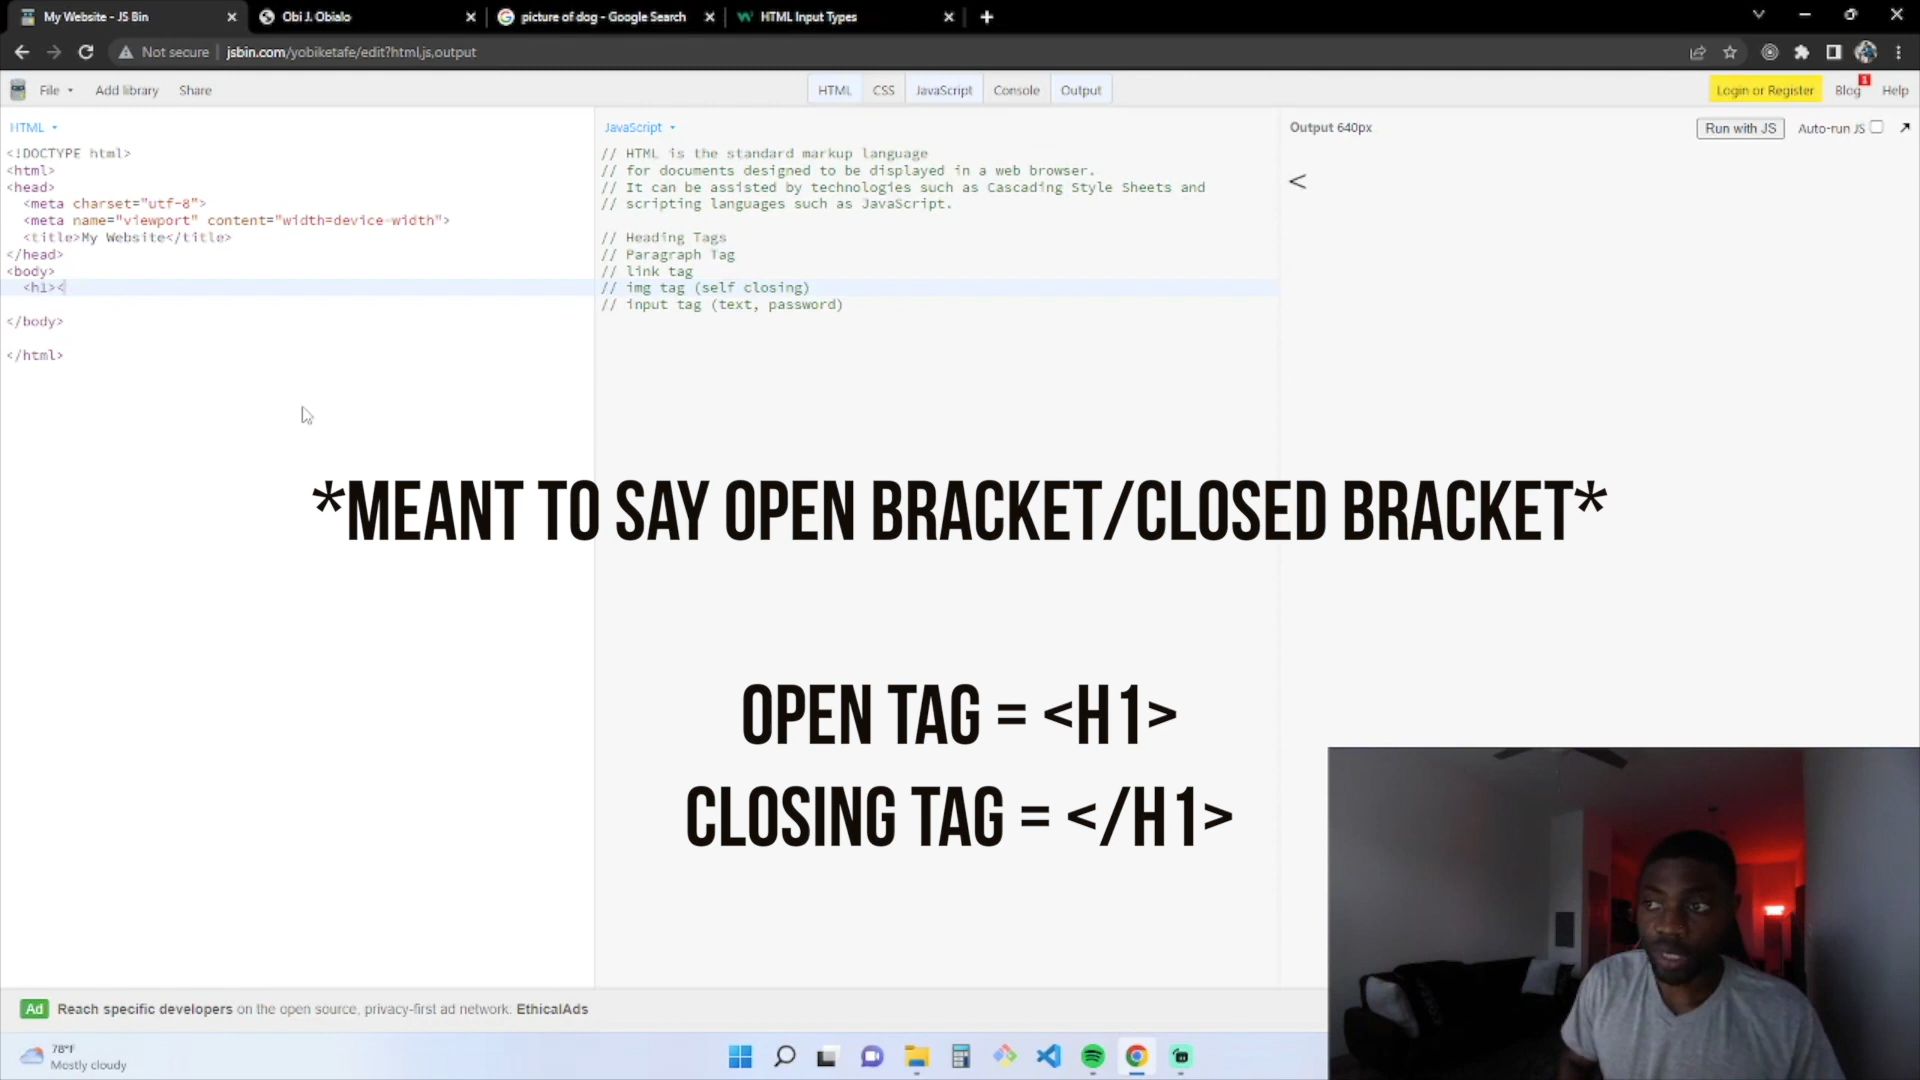 My Website - JS Bin
Obi J. Obialo
picture of dog - Google Search
HTML Input Types
Not secure
jsbin.com/yobiketafe/edit?html,js,output
File
Add library
Share
HTML
CSS
JavaScript
Console
Output
Login or Register
Blog
1
Help
HTML
<!DOCTYPE html>
<html>
<head>
<meta charset="utf-8">
<meta name="viewport" content="width=device-width">
<title>My Website</title>
</head>
<body>
<h1><
</body>
</html>
JavaScript
// HTML is the standard markup language
// for documents designed to be displayed in a web browser.
// It can be assisted by technologies such as Cascading Style Sheets and
// scripting languages such as JavaScript.
// Heading Tags
// Paragraph Tag
// link tag
// img tag (self closing)
// input tag (text, password)
Output 640px
Run with JS
Auto-run JS
<
*MEANT TO SAY OPEN BRACKET/CLOSED BRACKET*
OPEN TAG = <H1>
CLOSING TAG = </H1>
Ad
Reach specific developers on the open source, privacy-first ad network. EthicalAds
78°F
Mostly cloudy